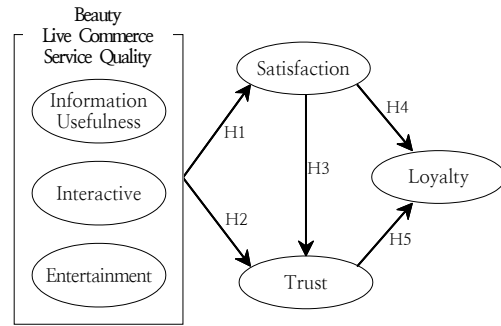 Beauty
Live Commerce
Service Quality
Information
Usefulness
Interactive
Entertainment
Satisfaction
Trust
Loyalty
H1
H2
H3
H4
H5